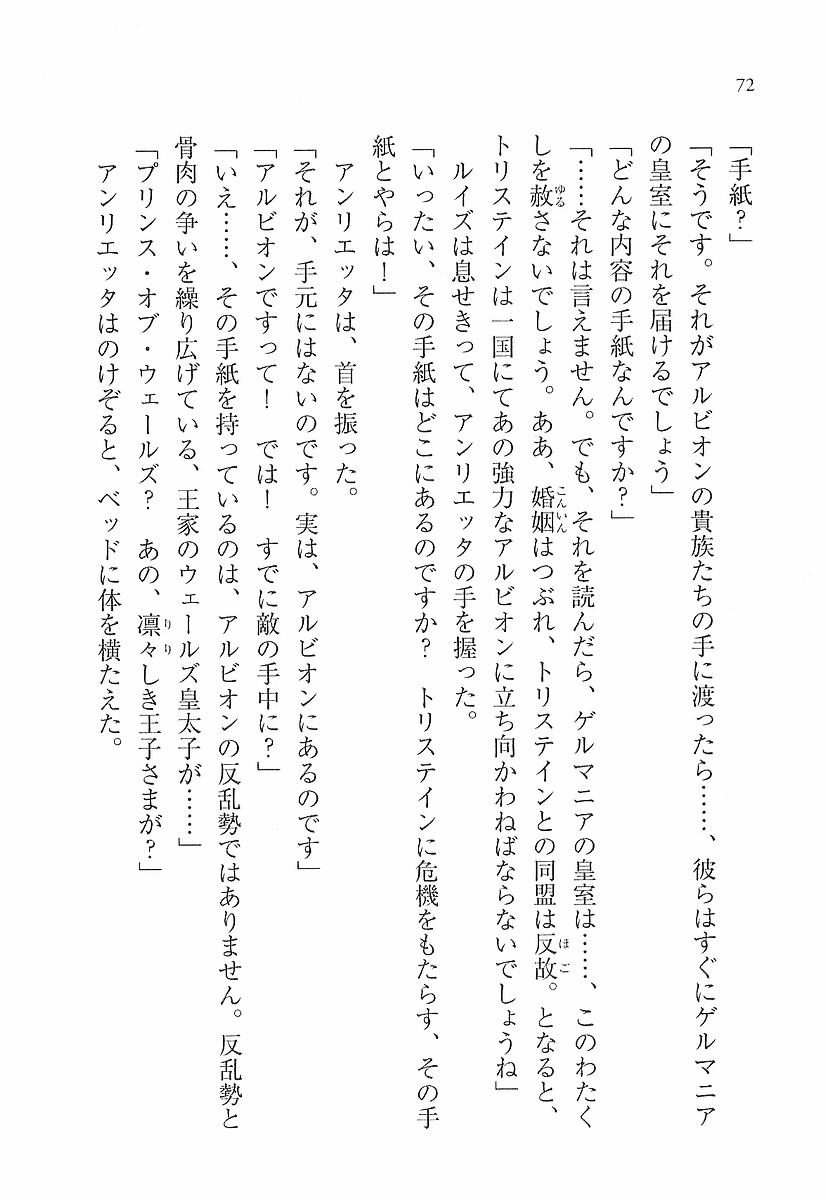 72
「手紙？」
「そうです。それがアルビオンの貴族たちの手に渡ったら……、彼らはすぐにゲルマニア
の皇室にそれを届けるでしょう」
「どんな内容の手紙なんですか？」
「……それは言えません。でも、それを読んだら、ゲルマニアの皇室は……、このわたく
しを赦さないでしょう。ああ、婚姻はつぶれ、トリステインとの同盟は反故。となると、
トリステインは一国にてあの強力なアルビオンに立ち向かわねばならないでしょうね」
ルイズは息せきって、アンリエッタの手を握った。
「いったい、その手紙はどこにあるのですか？　トリステインに危機をもたらす、その手
紙とやらは！」
アンリエッタは、首を振った。
「それが、手元にはないのです。実は、アルビオンにあるのです」
「アルビオンですって！　では！　すでに敵の手中に？」
「いえ……、その手紙を持っているのは、アルビオンの反乱勢ではありません。反乱勢と
骨肉の争いを繰り広げている、王家のウェールズ皇太子が……」
「プリンス・オブ・ウェールズ？　あの、凛々しき王子さまが？」
アンリエッタはのけぞると、ベッドに体を横たえた。